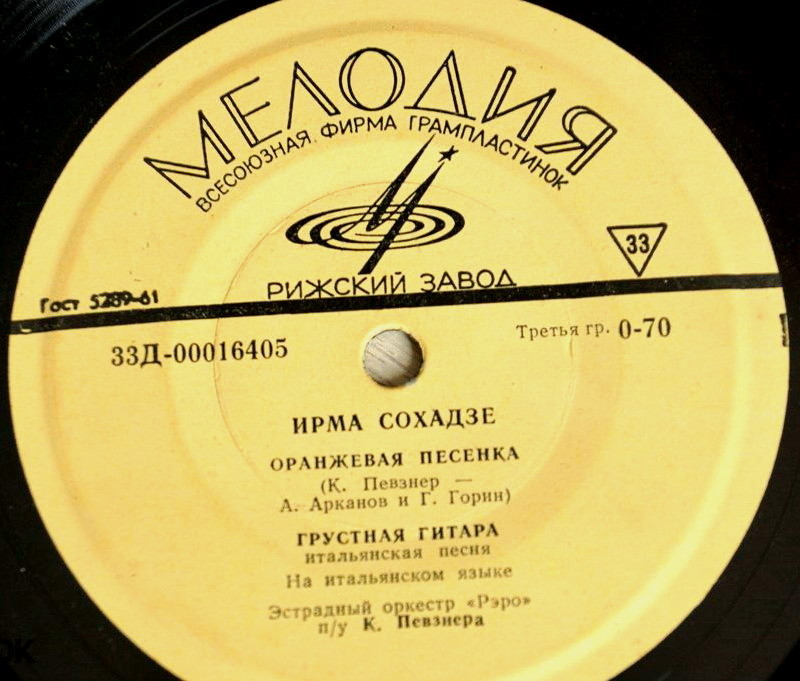 МЕЛОДИЯ
ВСЕСОЮЗНАЯ ФИРМА ГРАМПЛАСТИНОК
33
РИЖСКИЙ ЗАВОД
Гост 5289-61
33Д-00016405
Третья гр. 0-70
ИРМА СОХАДЗЕ
ОРАНЖЕВАЯ ПЕСЕНКА
(К. Певзнер —
А. Арканов и Г. Горин)
ГРУСТНАЯ ГИТАРА
итальянская песня
На итальянском языке
Эстрадный оркестр «Рэро»
п/у К. Певзнера